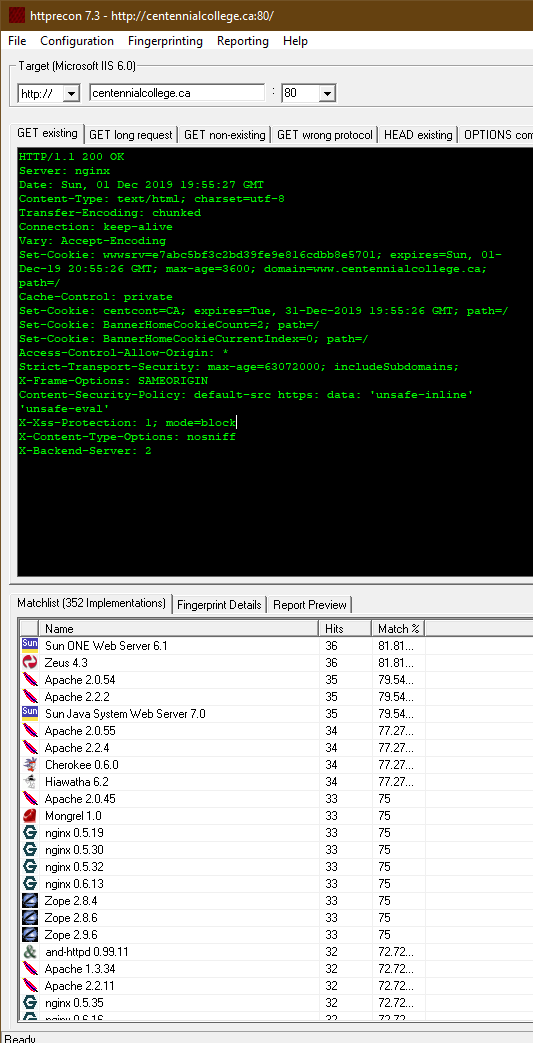 httprecon 7.3 - http://centennialcollege.ca:80/
File Configuration Fingerprinting Reporting Help
Target (Microsoft IIS 6.0)
http:// centennialcollege.ca : 80
GET existing GET long request GET non-existing GET wrong protocol HEAD existing OPTIONS com
HTTP/1.1 200 OK
Server: nginx
Date: Sun, 01 Dec 2019 19:55:27 GMT
Content-Type: text/html; charset=utf-8
Transfer-Encoding: chunked
Connection: keep-alive
Vary: Accept-Encoding
Set-Cookie: wwwsrv=e7abc5bf3c2bd39fe9e816cdbb8e5701; expires=Sun, 01-
Dec-19 20:55:26 GMT; max-age=3600; domain=www.centennialcollege.ca;
path=/
Cache-Control: private
Set-Cookie: centcont=CA; expires=Tue, 31-Dec-2019 19:55:26 GMT; path=/
Set-Cookie: BannerHomeCookieCount=2; path=/
Set-Cookie: BannerHomeCookieCurrentIndex=0; path=/
Access-Control-Allow-Origin: *
Strict-Transport-Security: max-age=63072000; includeSubdomains;
X-Frame-Options: SAMEORIGIN
Content-Security-Policy: default-src https: data: 'unsafe-inline'
'unsafe-eval'
X-Xss-Protection: 1; mode=block
X-Content-Type-Options: nosniff
X-Backend-Server: 2
Matchlist (352 Implementations) Fingerprint Details Report Preview
Name Hits Match %
Sun Sun ONE Web Server 6.1 36 81.81...
Zeus 4.3 36 81.81...
Apache 2.0.54 35 79.54...
Apache 2.2.2 35 79.54...
Sun Sun Java System Web Server 7.0 35 79.54...
Apache 2.0.55 34 77.27...
Apache 2.2.4 34 77.27...
Cherokee 0.6.0 34 77.27...
Hiawatha 6.2 34 77.27...
Apache 2.0.45 33 75
Mongrel 1.0 33 75
nginx 0.5.19 33 75
nginx 0.5.30 33 75
nginx 0.5.32 33 75
nginx 0.6.13 33 75
Zope 2.8.4 33 75
Zope 2.8.6 33 75
Zope 2.9.6 33 75
& and-httpd 0.99.11 32 72.72...
Apache 1.3.34 32 72.72...
Apache 2.2.11 32 72.72...
nginx 0.5.35 32 72.72...
nginx 0.6.16 32 72.72...
Ready